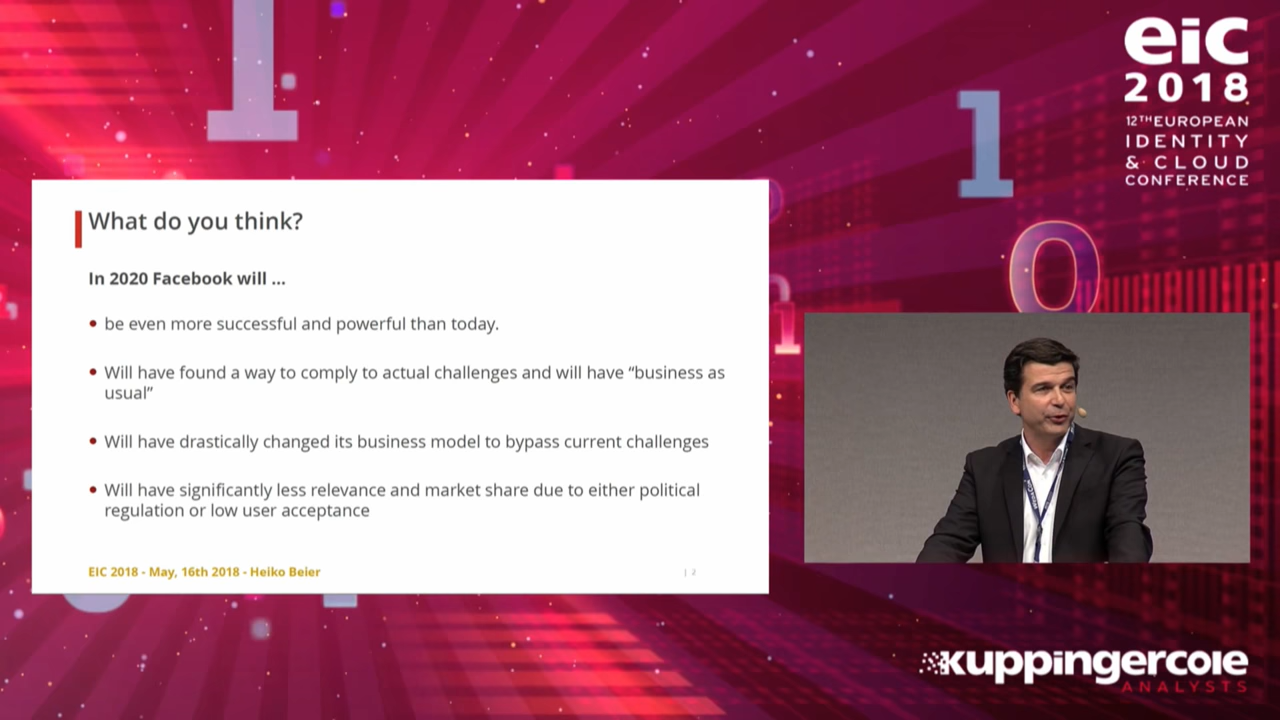 eic
2018
12TH EUROPEAN
IDENTITY
& CLOUD
CONFERENCE
What do you think?
In 2020 Facebook will ...
• be even more successful and powerful than today.
• Will have found a way to comply to actual challenges and will have “business as
usual”
• Will have drastically changed its business model to bypass current challenges
• Will have significantly less relevance and market share due to either political
regulation or low user acceptance
EIC 2018 - May, 16th 2018 - Heiko Beier
| 2
kuppingercole
ANALYSTS